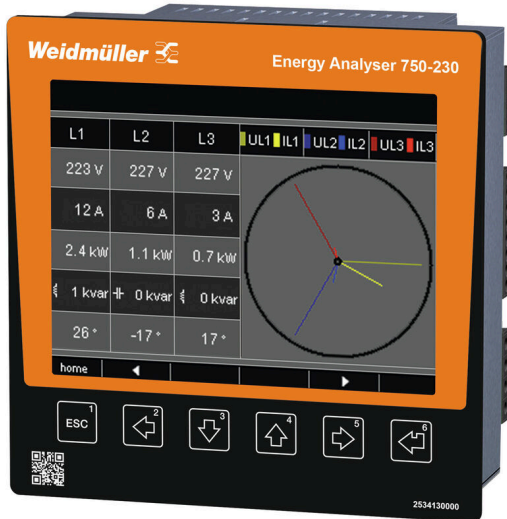 Weidmüller
Energy Analyser 750-230
L1 L2 L3 UL1 IL1 UL2 IL2 UL3 IL3
223 V 227 V 227 V
12 A 6 A 3 A
2.4 kW 1.1 kW 0.7 kW
1 kvar 0 kvar 0 kvar
26 ° -17 ° 17 °
home
ESC 1 2 3 4 5 6
2534130000